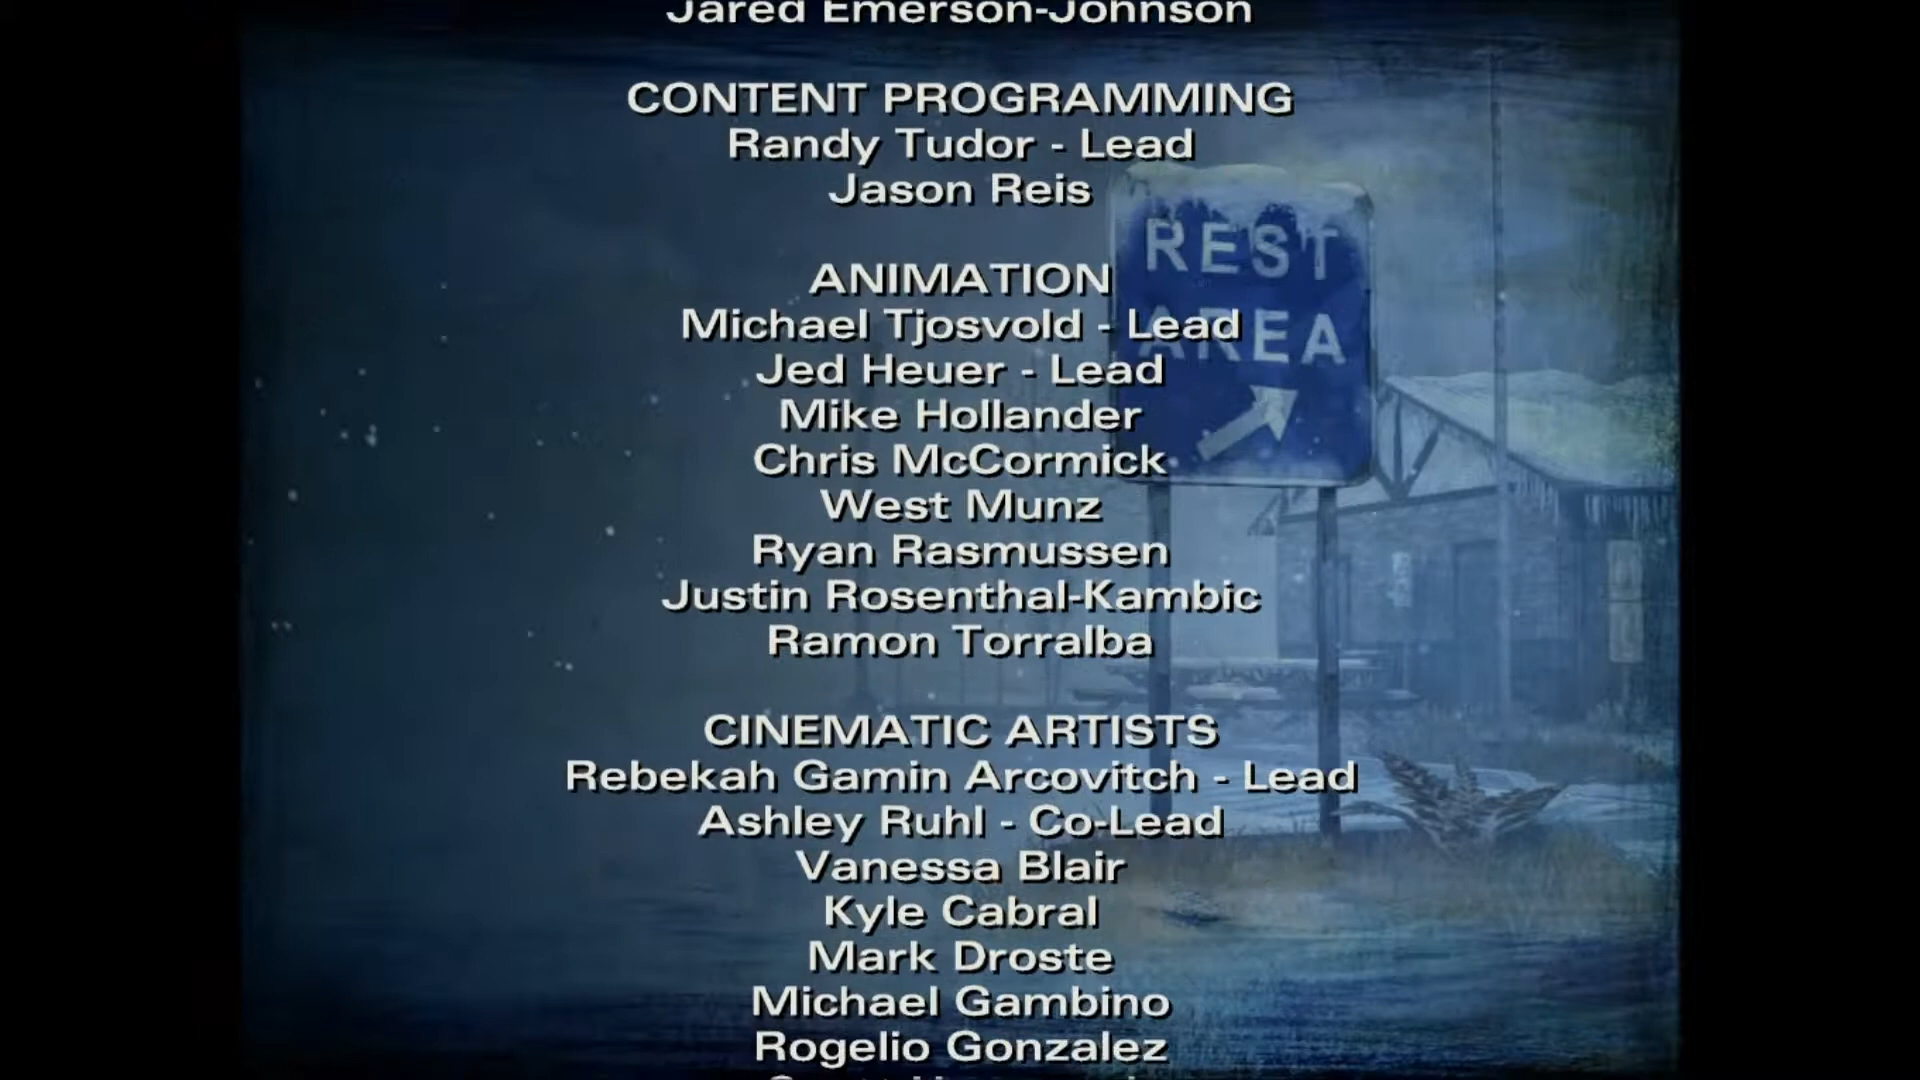 Jared Emerson-Johnson
CONTENT PROGRAMMING
Randy Tudor - Lead
Jason Reis
ANIMATION
Michael Tjosvold - Lead
Jed Heuer - Lead
Mike Hollander
Chris McCormick
West Munz
Ryan Rasmussen
Justin Rosenthal-Kambic
Ramon Torralba
CINEMATIC ARTISTS
Rebekah Gamin Arcovitch - Lead
Ashley Ruhl - Co-Lead
Vanessa Blair
Kyle Cabral
Mark Droste
Michael Gambino
Rogelio Gonzalez
REST
AREA